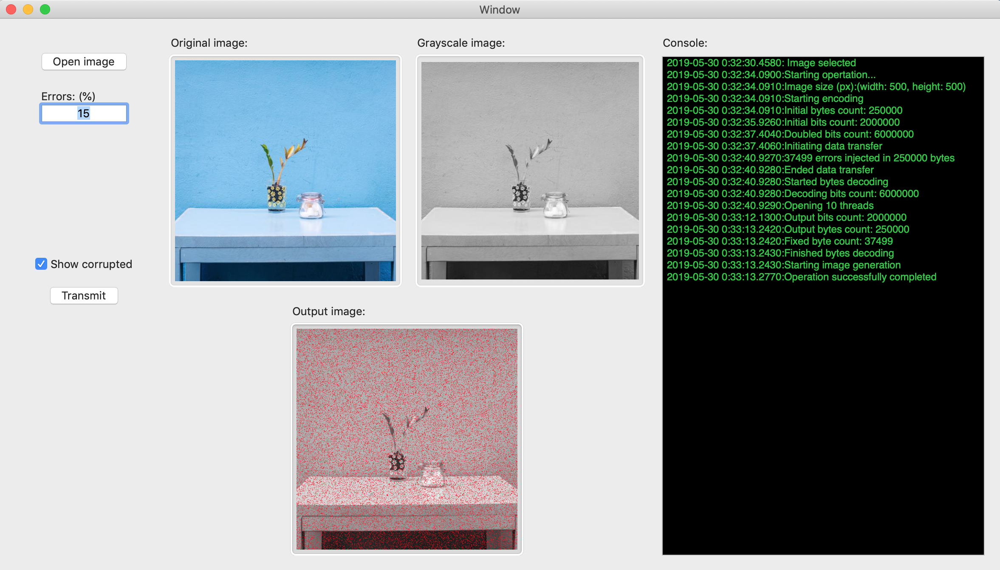 Window
Open image
Errors: (%)
15
Show corrupted
Transmit
Original image:
Grayscale image:
Output image:
Console:
2019-05-30 0:32:30.4580: Image selected
2019-05-30 0:32:34.0900:Starting opertation...
2019-05-30 0:32:34.0910:Image size (px):(width: 500, height: 500)
2019-05-30 0:32:34.0910:Starting encoding
2019-05-30 0:32:34.0910:Initial bytes count: 250000
2019-05-30 0:32:35.9260:Initial bits count: 2000000
2019-05-30 0:32:37.4040:Doubled bits count: 6000000
2019-05-30 0:32:37.4060:Initiating data transfer
2019-05-30 0:32:40.9270:37499 errors injected in 250000 bytes
2019-05-30 0:32:40.9280:Ended data transfer
2019-05-30 0:32:40.9280:Started bytes decoding
2019-05-30 0:32:40.9280:Decoding bits count: 6000000
2019-05-30 0:32:40.9290:Opening 10 threads
2019-05-30 0:33:12.1300:Output bits count: 2000000
2019-05-30 0:33:13.2420:Output bytes count: 250000
2019-05-30 0:33:13.2420:Fixed byte count: 37499
2019-05-30 0:33:13.2430:Finished bytes decoding
2019-05-30 0:33:13.2430:Starting image generation
2019-05-30 0:33:13.2770:Operation successfully completed